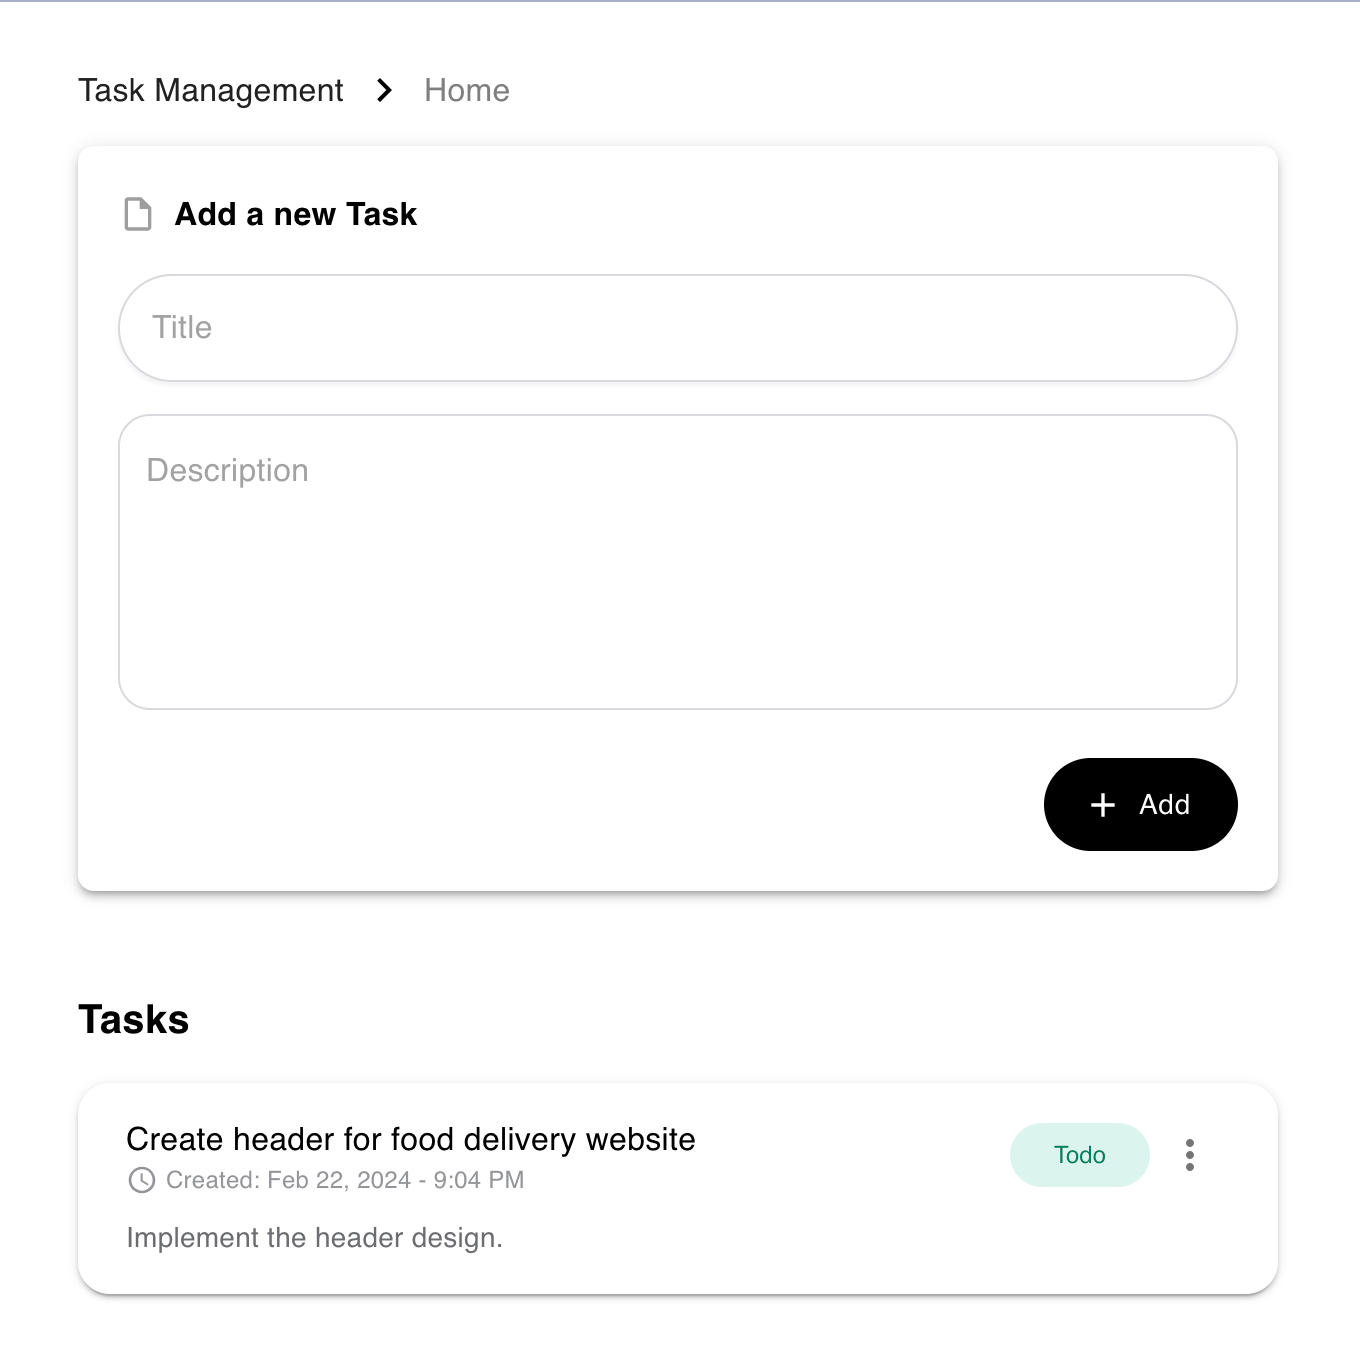 Task Management Home
Add a new Task
Title
Description
Add
Tasks
Create header for food delivery website
Todo
Created: Feb 22, 2024 - 9:04 PM
Implement the header design.